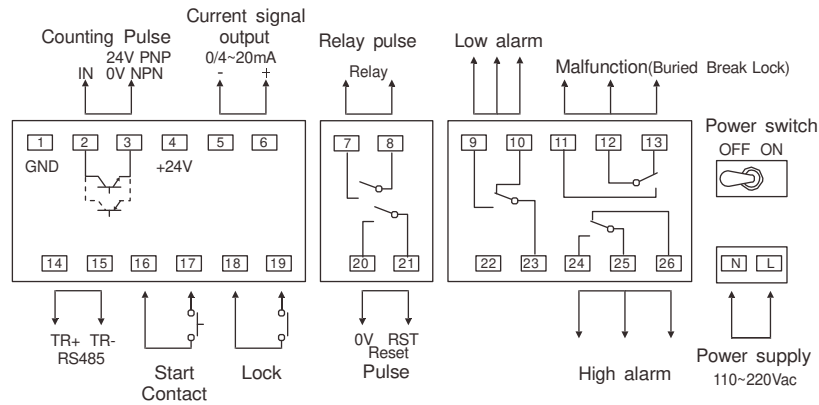 Counting Pulse
24V PNP
IN 0V NPN
Current signal
output
0/4~20mA
- +
Relay pulse
Relay
Low alarm
Malfunction(Buried Break Lock)
Power switch
OFF ON
1 2 3 4 5 6
GND +24V
7 8
9 10 11 12 13
14 15 16 17 18 19
20 21
22 23 24 25 26
N L
TR+ TR-
RS485
Start
Contact
Lock
0V RST
Reset
Pulse
High alarm
Power supply
110~220Vac